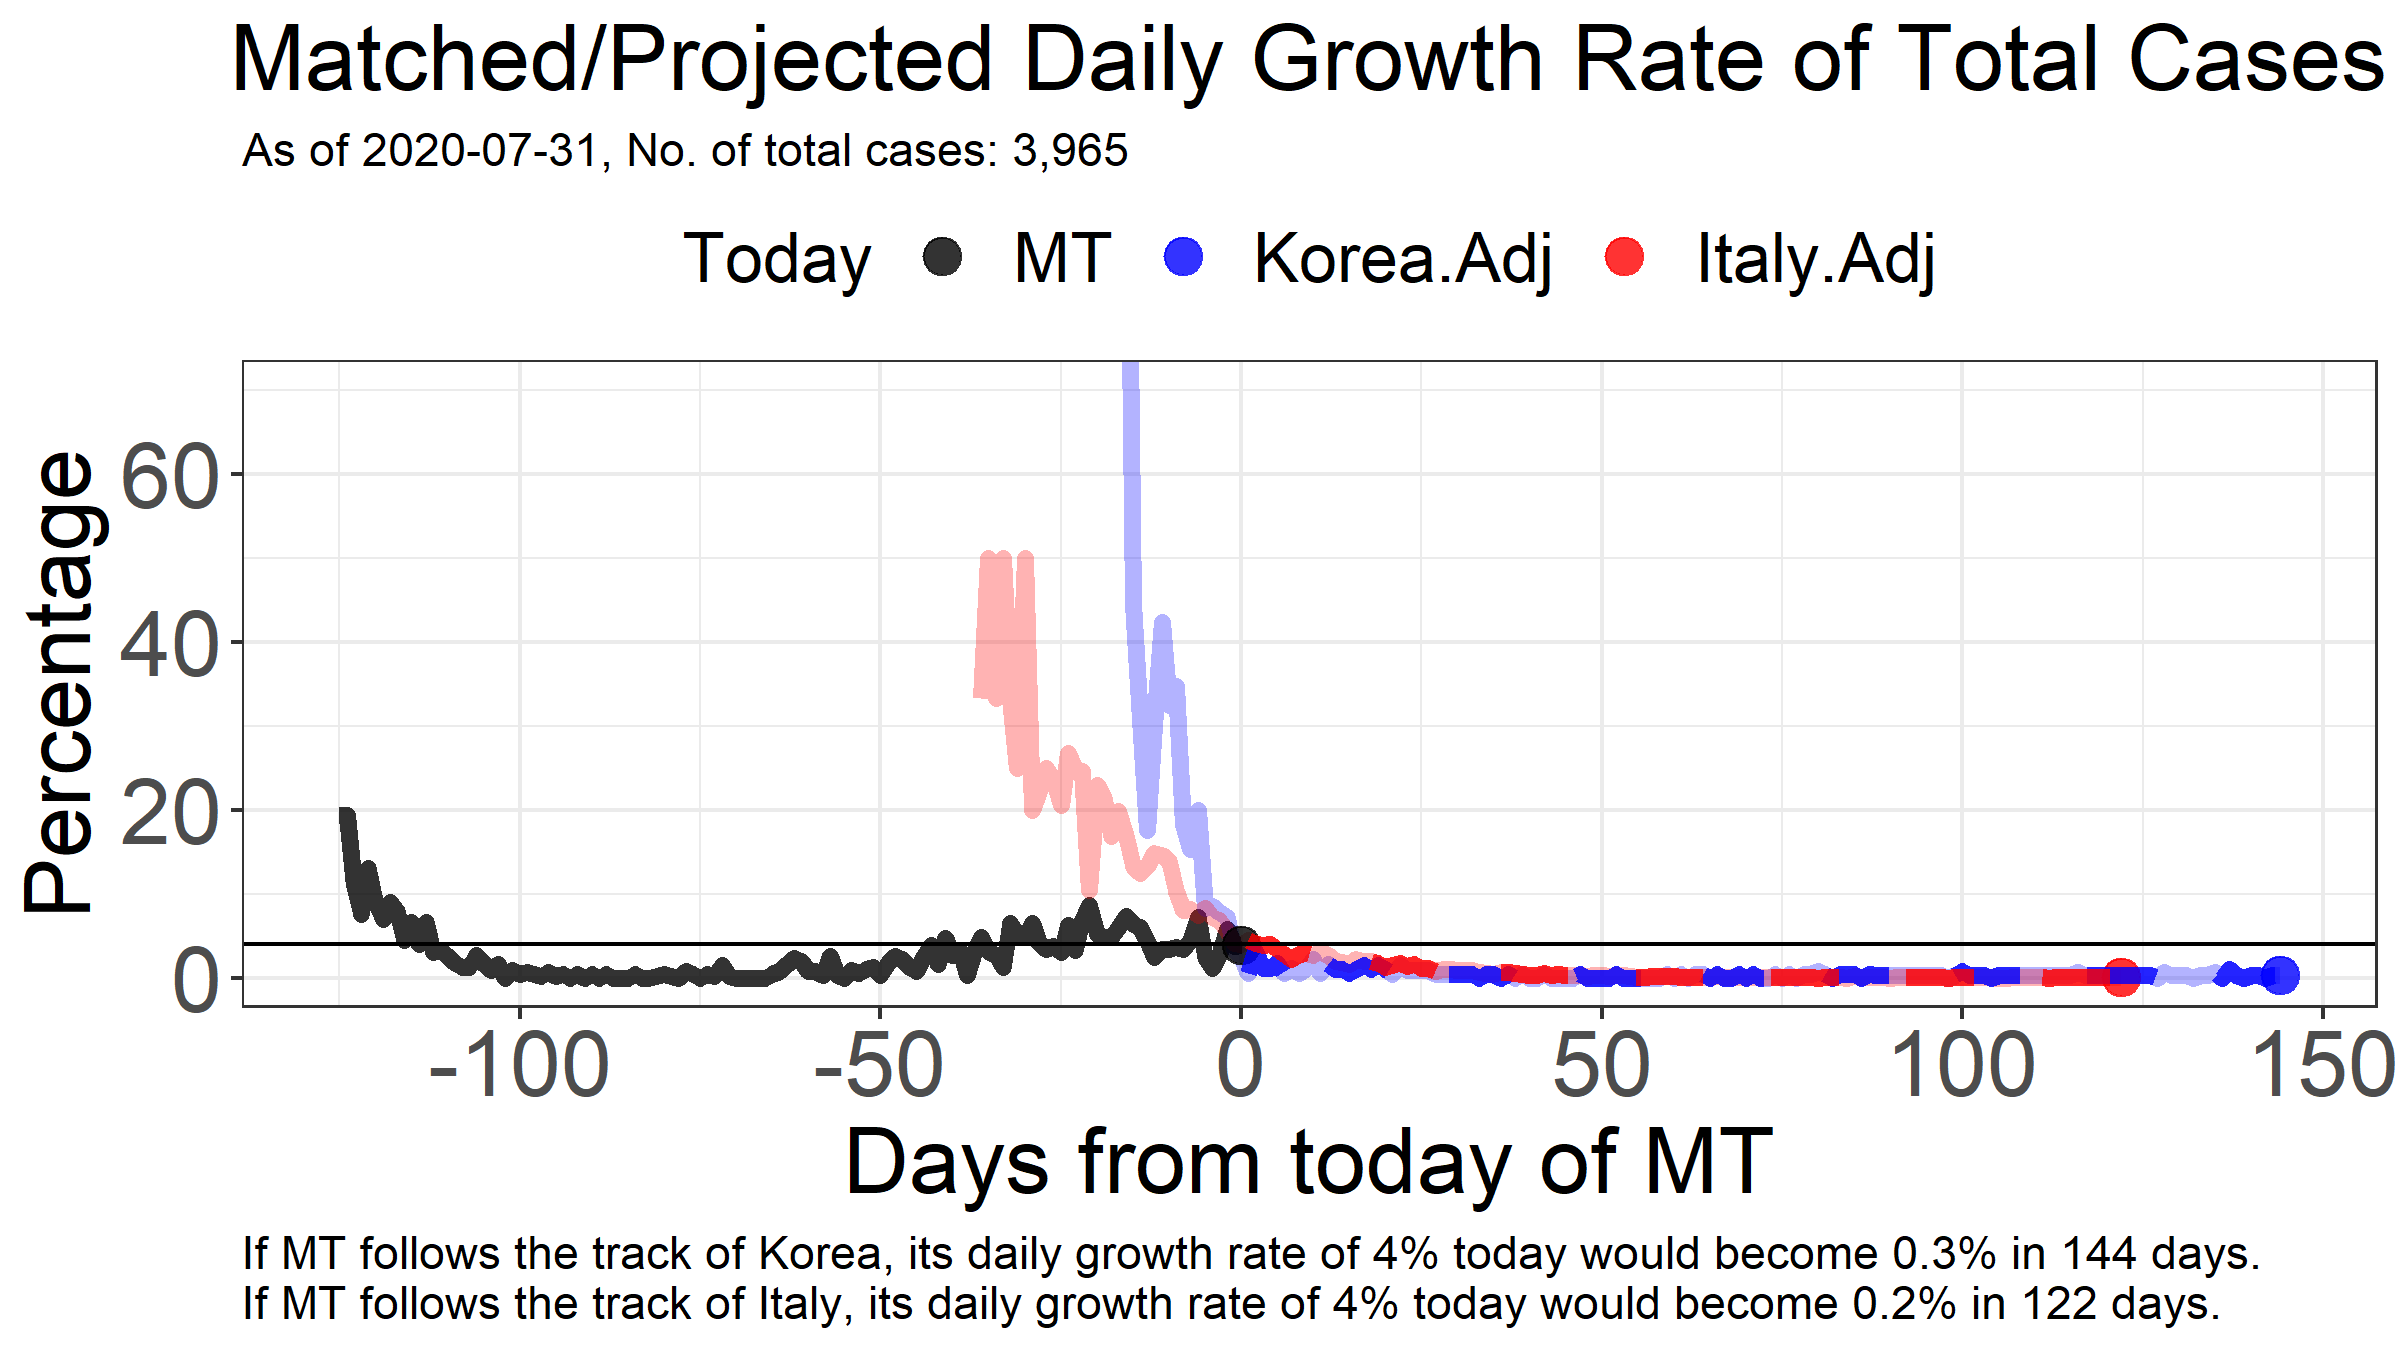 Matched/Projected Daily Growth Rate of Total Cases
As of 2020-07-31, No. of total cases: 3,965
Today MT Korea.Adj Italy.Adj
Percentage
60
40
20
0
-100 -50 0 50 100 150
Days from today of MT
If MT follows the track of Korea, its daily growth rate of 4% today would become 0.3% in 144 days.
If MT follows the track of Italy, its daily growth rate of 4% today would become 0.2% in 122 days.